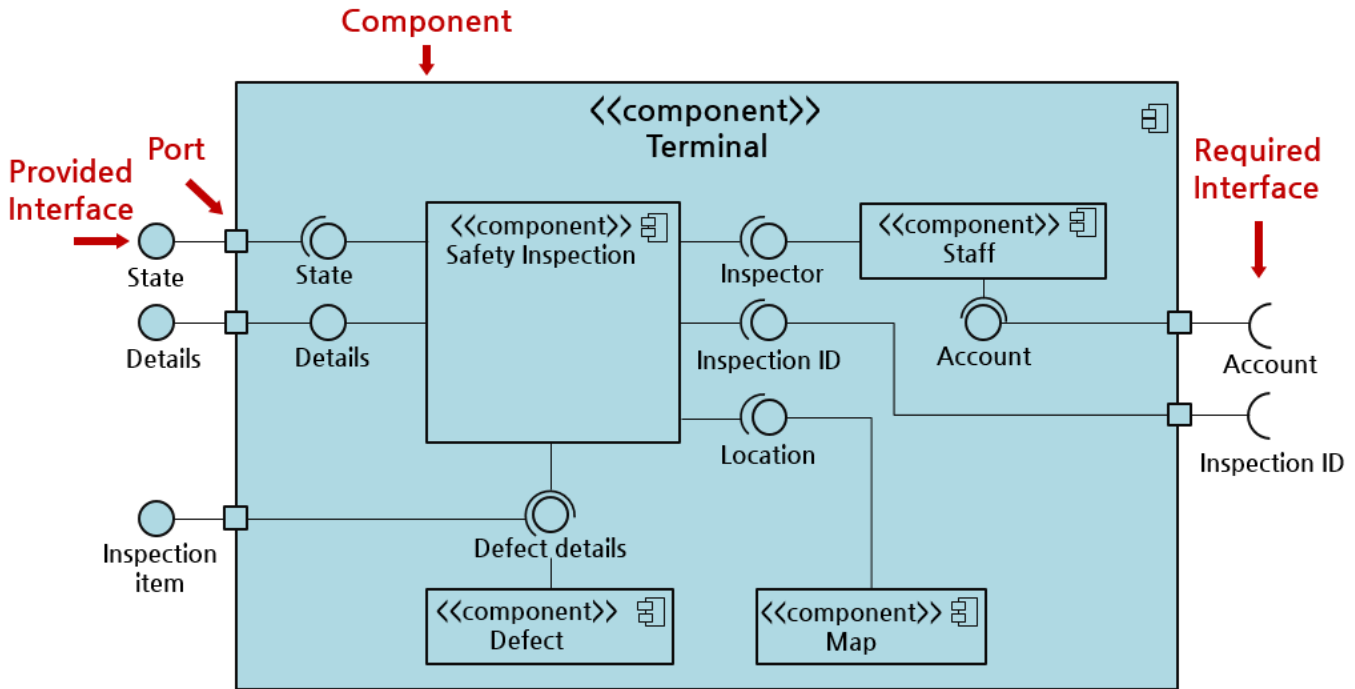 Component
<<component>>
Terminal
Port
Provided
Interface
Required
Interface
<<component>>
Safety Inspection
<<component>>
Staff
State
State
Inspector
Details
Details
Inspection ID
Account
Account
Location
Inspection ID
Inspection
item
Defect details
<<component>>
Defect
<<component>>
Map